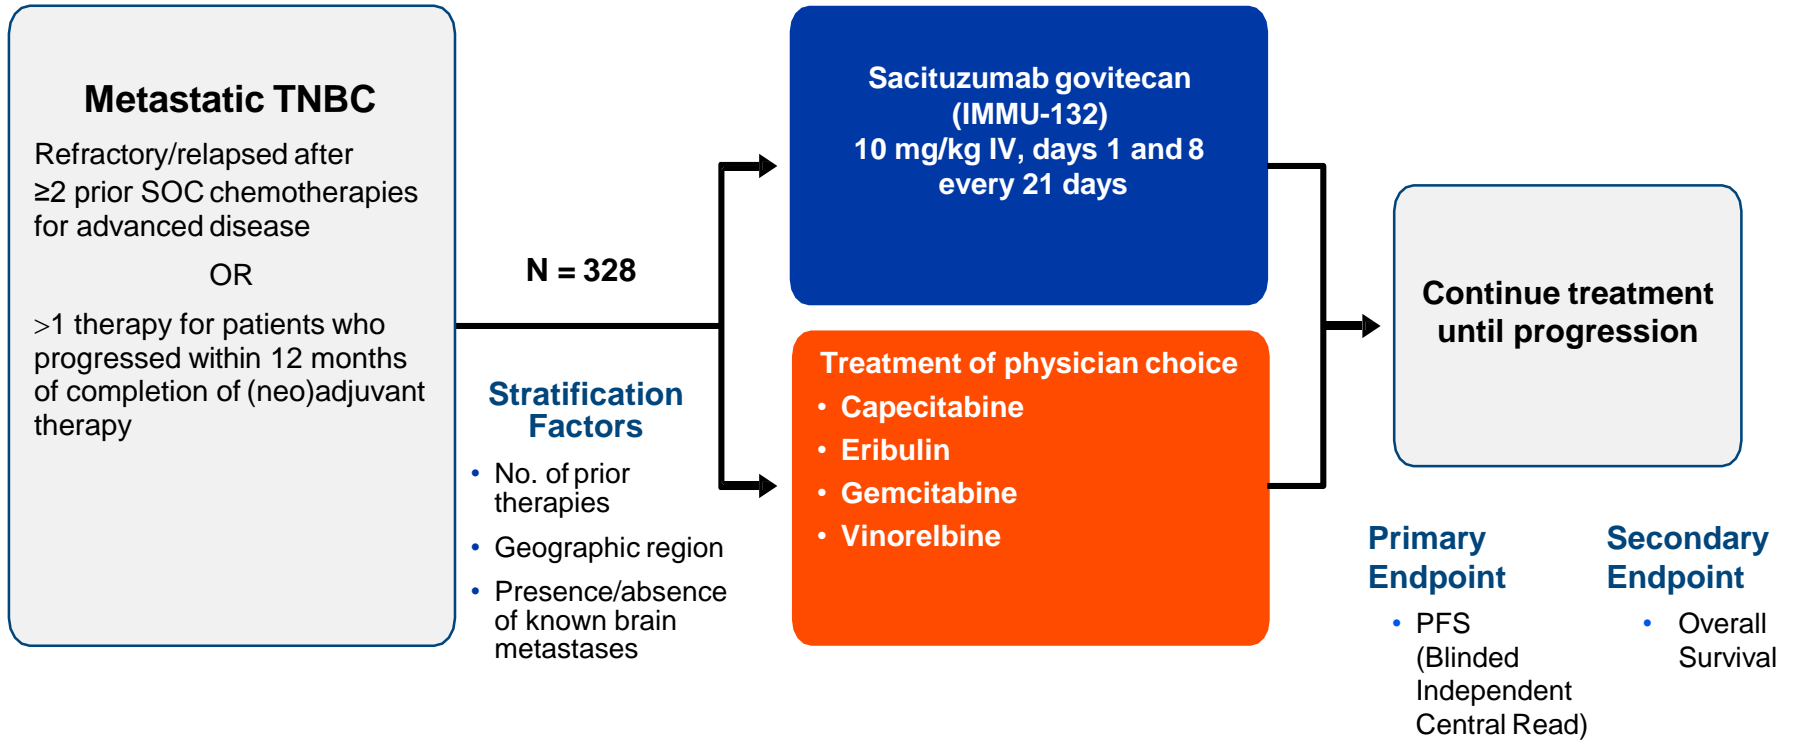 Metastatic TNBC
Refractory/relapsed after
≥2 prior SOC chemotherapies
for advanced disease
OR
>1 therapy for patients who
progressed within 12 months
of completion of (neo)adjuvant
therapy
N = 328
Stratification
Factors
• No. of prior
therapies
• Geographic region
• Presence/absence
of known brain
metastases
Sacituzumab govitecan
(IMMU-132)
10 mg/kg IV, days 1 and 8
every 21 days
Treatment of physician choice
• Capecitabine
• Eribulin
• Gemcitabine
• Vinorelbine
Continue treatment
until progression
Primary
Endpoint
• PFS
(Blinded
Independent
Central Read)
Secondary
Endpoint
• Overall
Survival